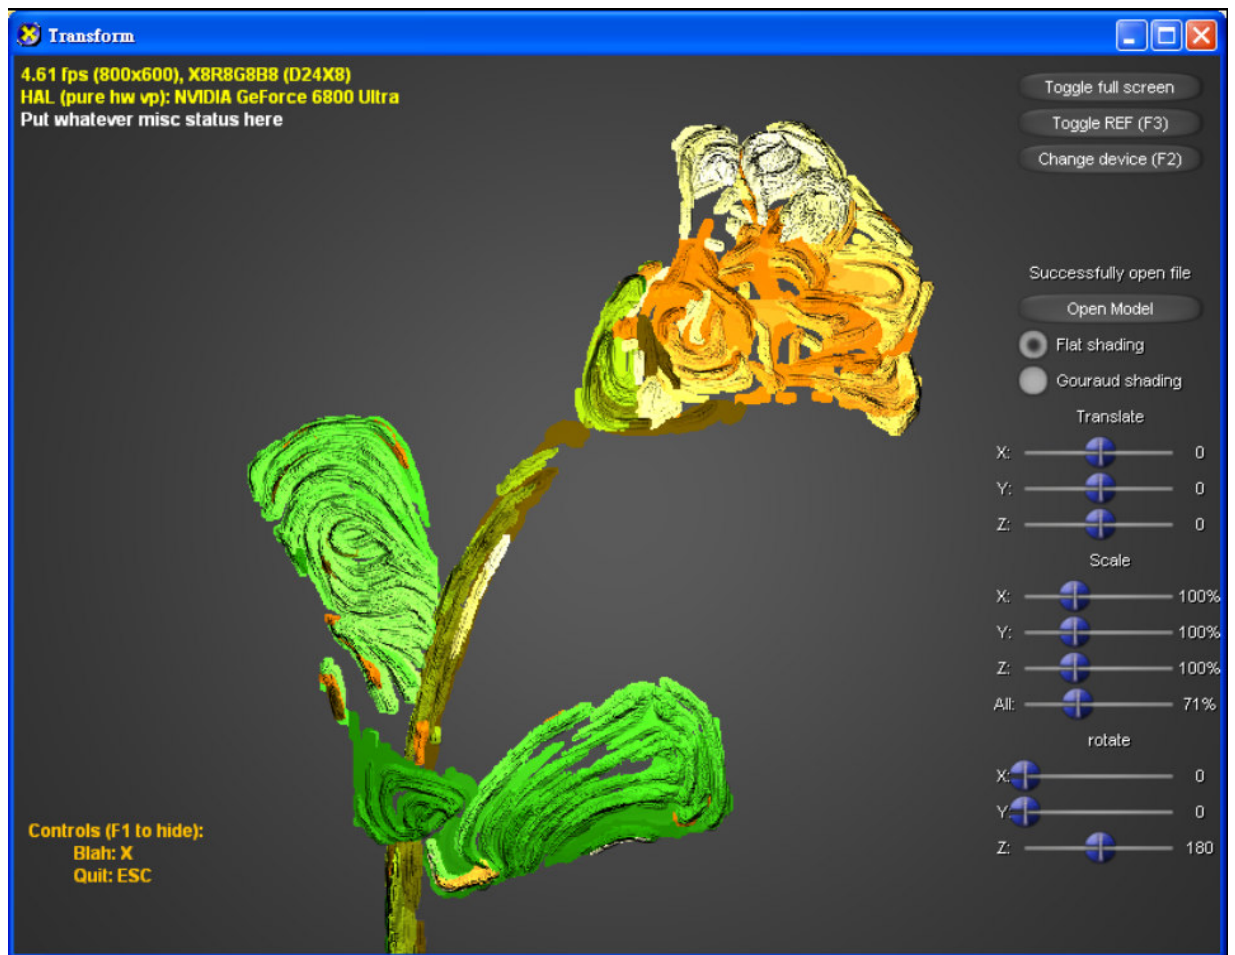 Transform
4.61 fps (800x600), X8R8G8B8 (D24X8)
HAL (pure hw vp): NVIDIA GeForce 6800 Ultra
Put whatever misc status here
Toggle full screen
Toggle REF (F3)
Change device (F2)
Successfully open file
Open Model
Flat shading
Gouraud shading
Translate
X: 0
Y: 0
Z: 0
Scale
X: 100%
Y: 100%
Z: 100%
All: 71%
rotate
X: 0
Y: 0
Z: 180
Controls (F1 to hide):
Blah: X
Quit: ESC